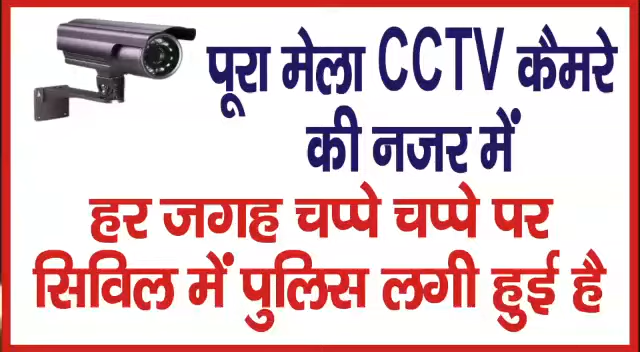 पूरा मेला CCTV कैमरे
की नजर में
हर जगह चप्पे चप्पे पर
सिविल में पुलिस लगी हुई है